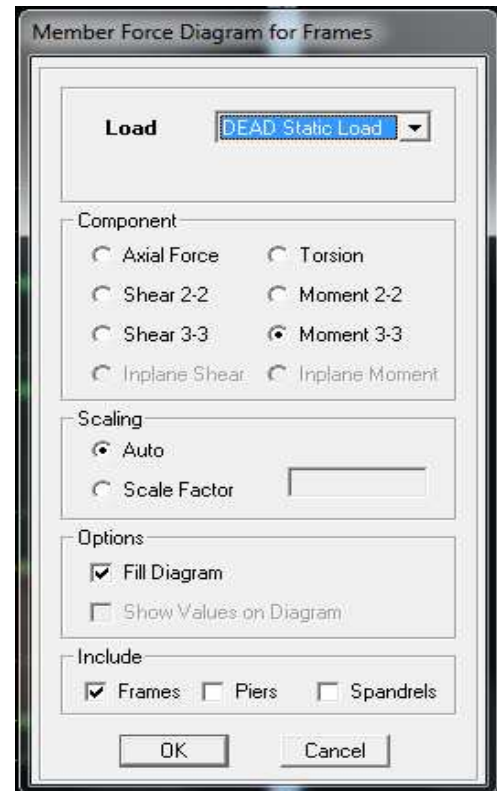 Member Force Diagram for Frames
Load DEAD Static Load
Component
Axial Force Torsion
Shear 2-2 Moment 2-2
Shear 3-3 Moment 3-3
Inplane Shear Inplane Moment
Scaling
Auto
Scale Factor
Options
Fill Diagram
Show Values on Diagram
Include
Frames Piers Spandrels
OK Cancel